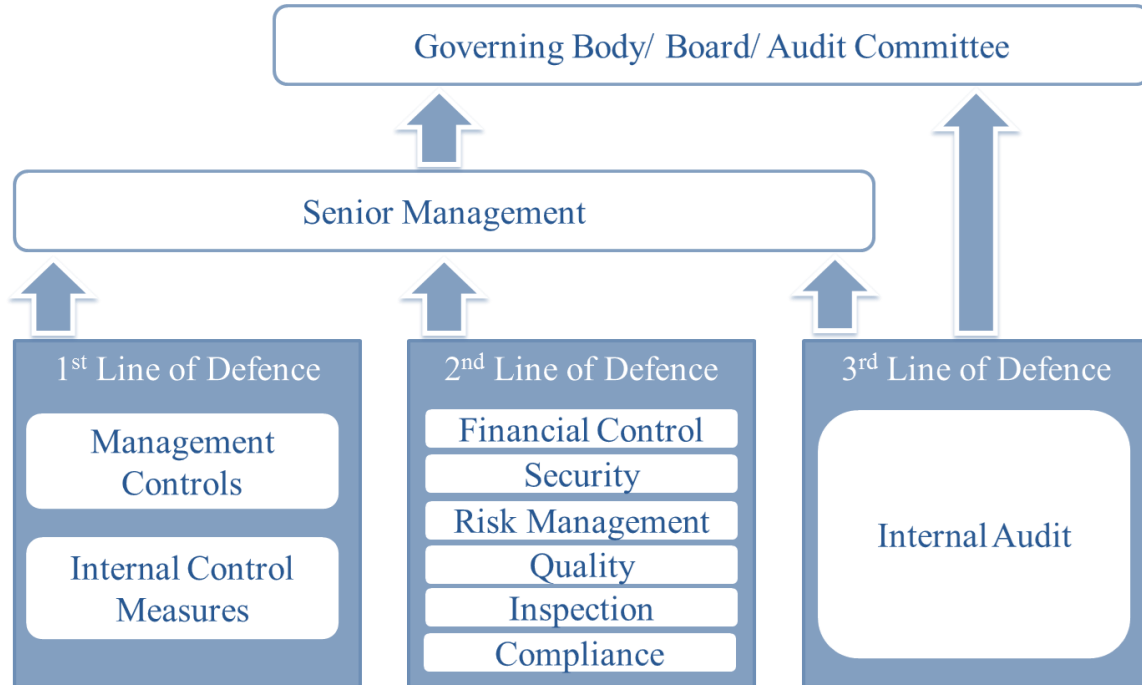 Governing Body/ Board/ Audit Committee
Senior Management
1st Line of Defence
Management
Controls
Internal Control
Measures
2nd Line of Defence
Financial Control
Security
Risk Management
Quality
Inspection
Compliance
3rd Line of Defence
Internal Audit